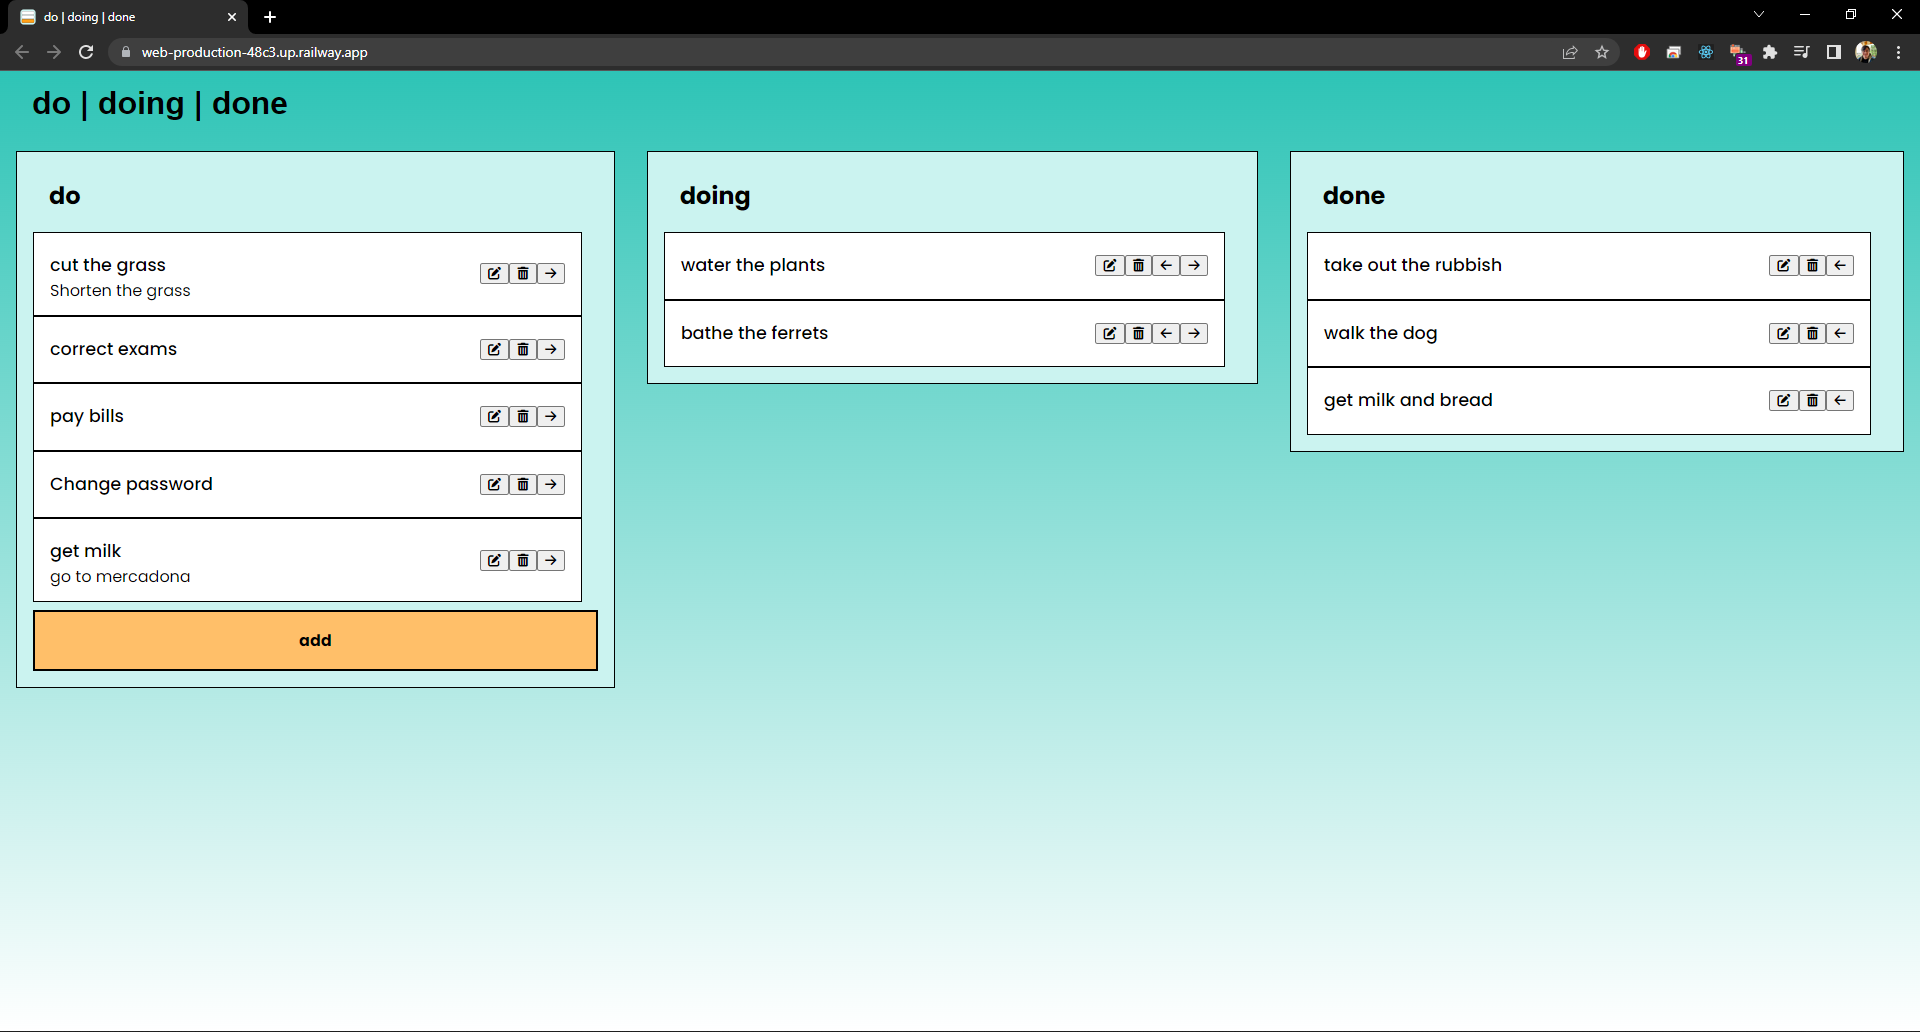 do | doing | done
web-production-48c3.up.railway.app
31
do | doing | done
do
cut the grass
Shorten the grass
correct exams
pay bills
Change password
get milk
go to mercadona
add
doing
water the plants
bathe the ferrets
done
take out the rubbish
walk the dog
get milk and bread